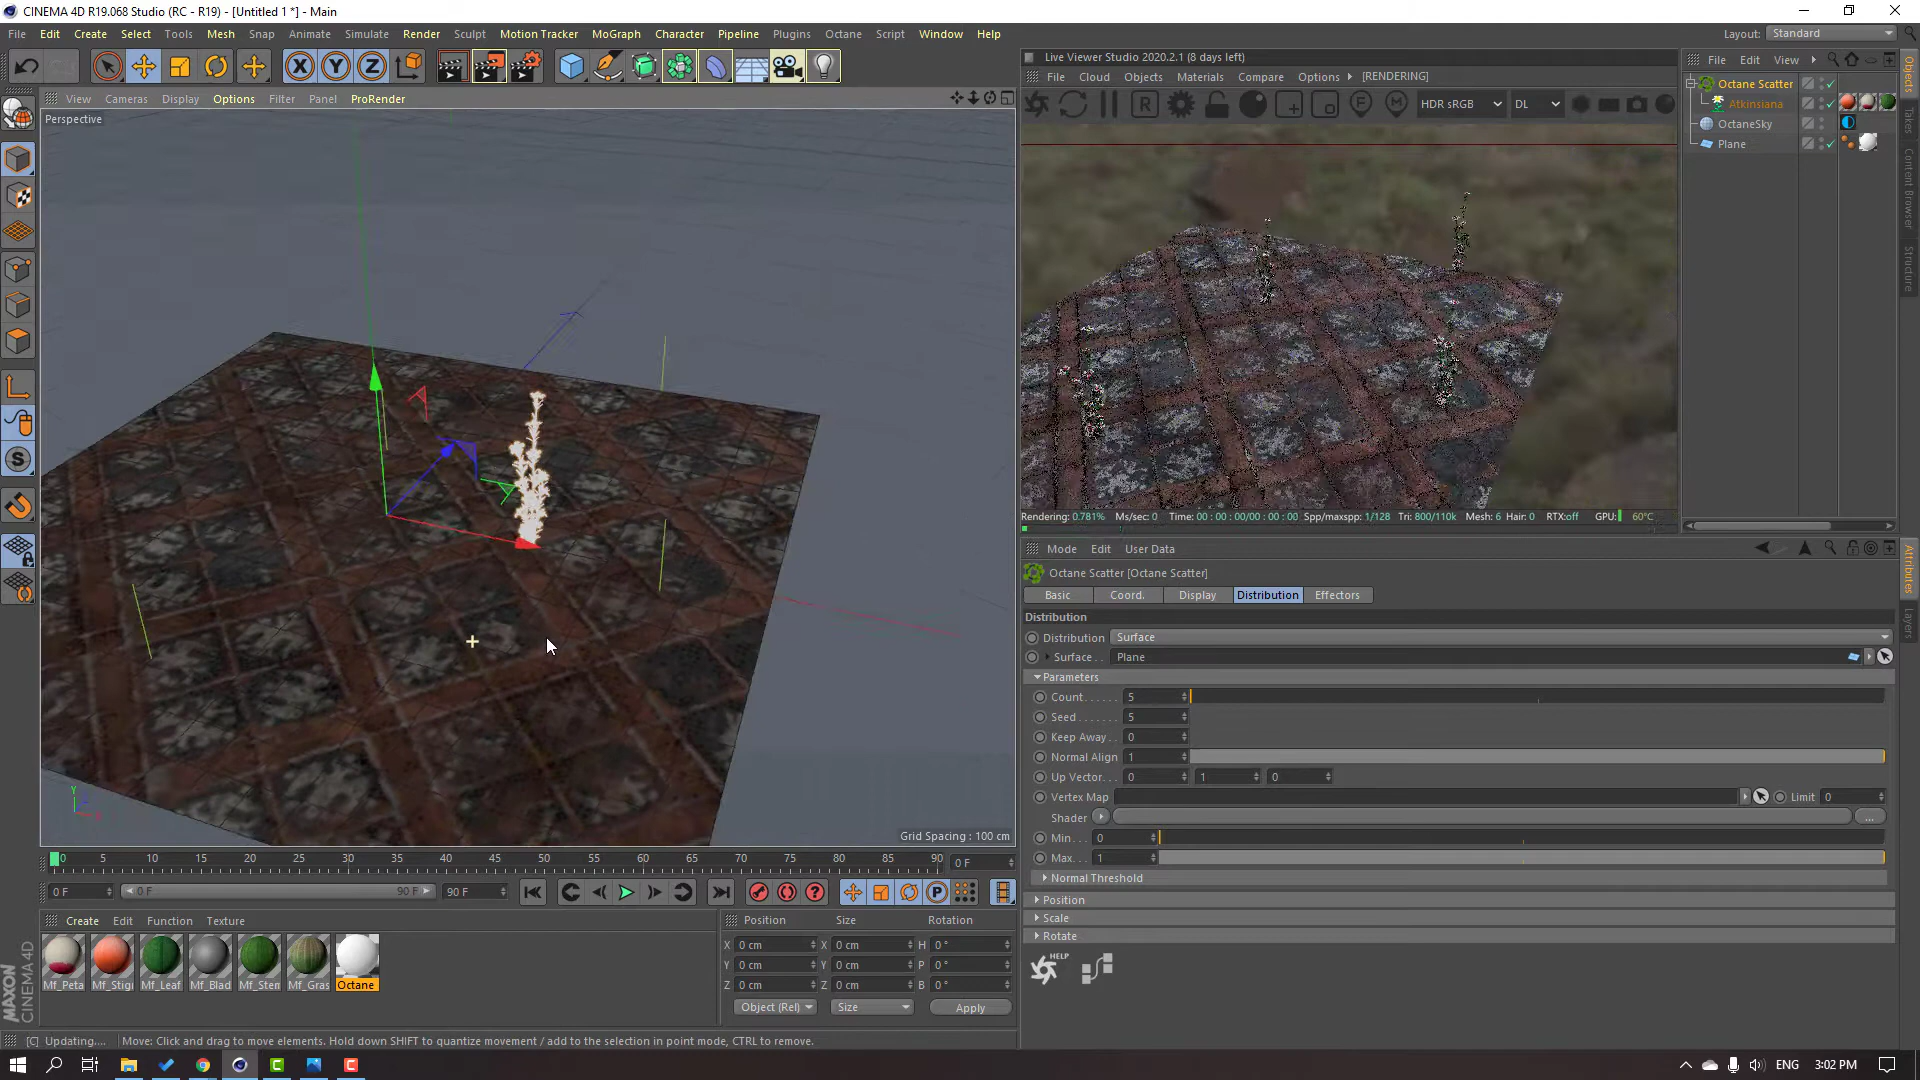 CINEMA 4D R19.068 Studio (RC - R19) - [Untitled 1 *] - Main
File Edit Create Select Tools Mesh Snap Animate Simulate Render Sculpt Motion Tracker MoGraph Character Pipeline Plugins Octane Script Window Help
Layout: Standard
Live Viewer Studio 2020.2.1 (8 days left)
File Cloud Objects Materials Compare Options [RENDERING]
HDR sRGB DL
View Cameras Display Options Filter Panel ProRender
Perspective
File Edit View
Octane Scatter
Atkinsiana
OctaneSky
Plane
Objects
Takes
Content Browser
Structure
Rendering: 0.781% Ms/sec: 0 Time: 00 : 00 : 00/00 : 00 : 00 Spp/maxspp: 1/128 Tri: 800/110k Mesh: 6 Hair: 0 RTX:off GPU: 60°C
Mode Edit User Data
Octane Scatter [Octane Scatter]
Basic Coord. Display Distribution Effectors
Distribution
Distribution Surface
Surface . . Plane
Parameters
Count . . . . . . 5
Seed . . . . . . . 5
Keep Away . . 0
Normal Align 1
Up Vector. . . 0 1 0
Vertex Map Limit 0
Shader ...
Min. . . 0
Max. . . 1
Normal Threshold
Position
Scale
Rotate
HELP
Attributes
Layers
Grid Spacing : 100 cm
Y
0 5 10 15 20 25 30 35 40 45 50 55 60 65 70 75 80 85 90 0 F
0 F 0 F 90 F 90 F
Create Edit Function Texture
Mf_Peta Mf_Stigi Mf_Leaf Mf_Blad Mf_Sten Mf_Gras Octane
Position Size Rotation
X 0 cm X 0 cm H 0 °
Y 0 cm Y 0 cm P 0 °
Z 0 cm Z 0 cm B 0 °
Object (Rel) Size Apply
MAXON CINEMA 4D
[C] Updating.... Move: Click and drag to move elements. Hold down SHIFT to quantize movement / add to the selection in point mode, CTRL to remove.
ENG 3:02 PM